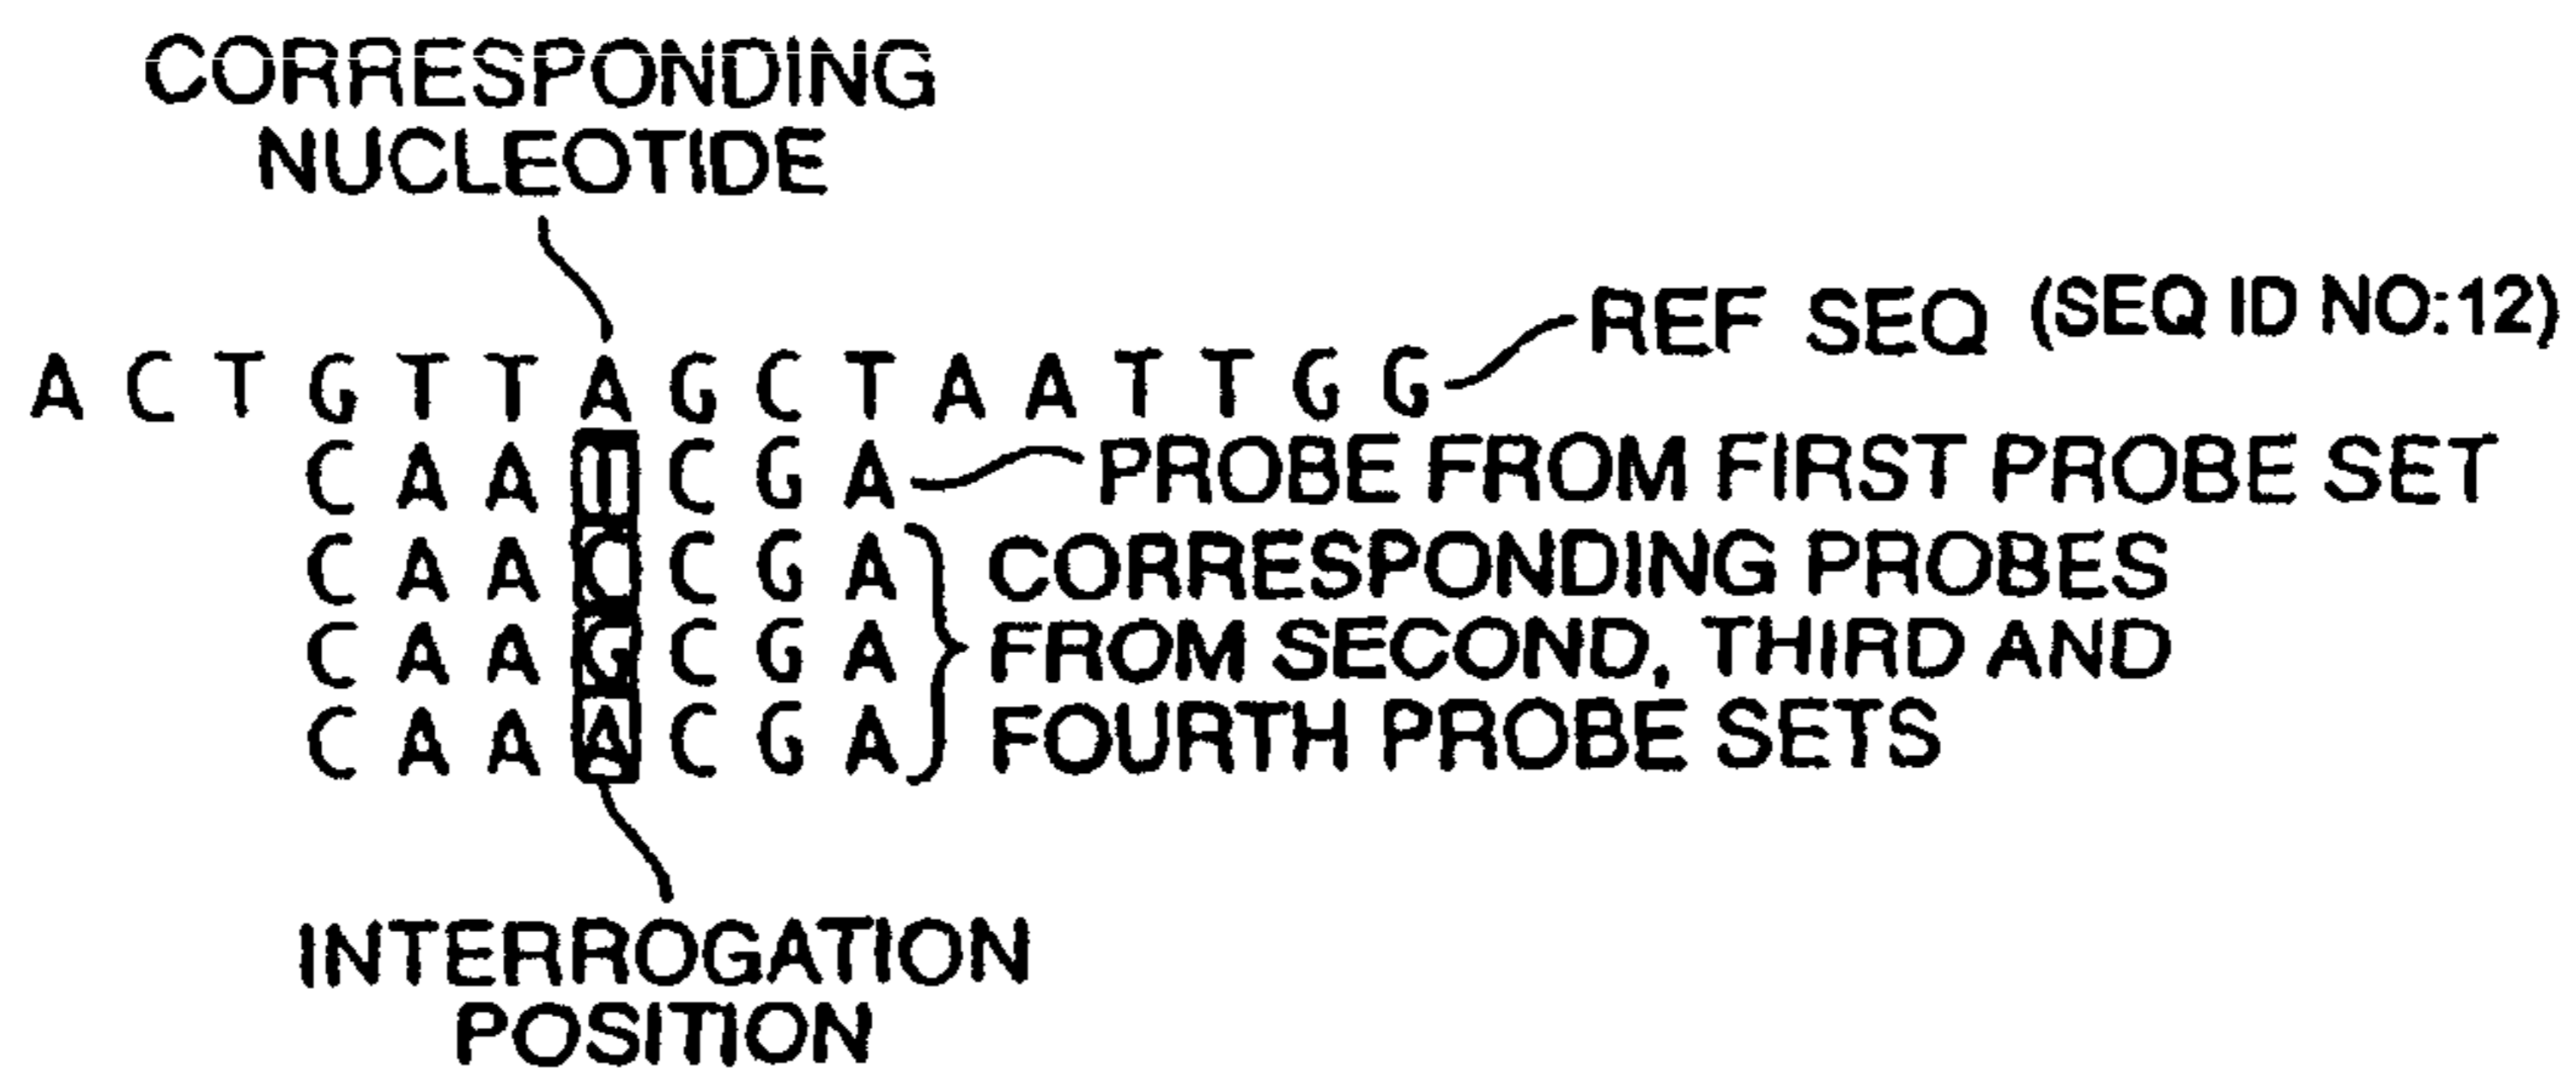 CORRESPONDING
NUCLEOTIDE
REF SEQ (SEQ ID NO:12)
A C T G T T A G C T A A T T G G
C A A T C G A PROBE FROM FIRST PROBE SET
C A A C C G A CORRESPONDING PROBES
C A A G C G A FROM SECOND, THIRD AND
C A A A C G A FOURTH PROBE SETS
INTERROGATION
POSITION